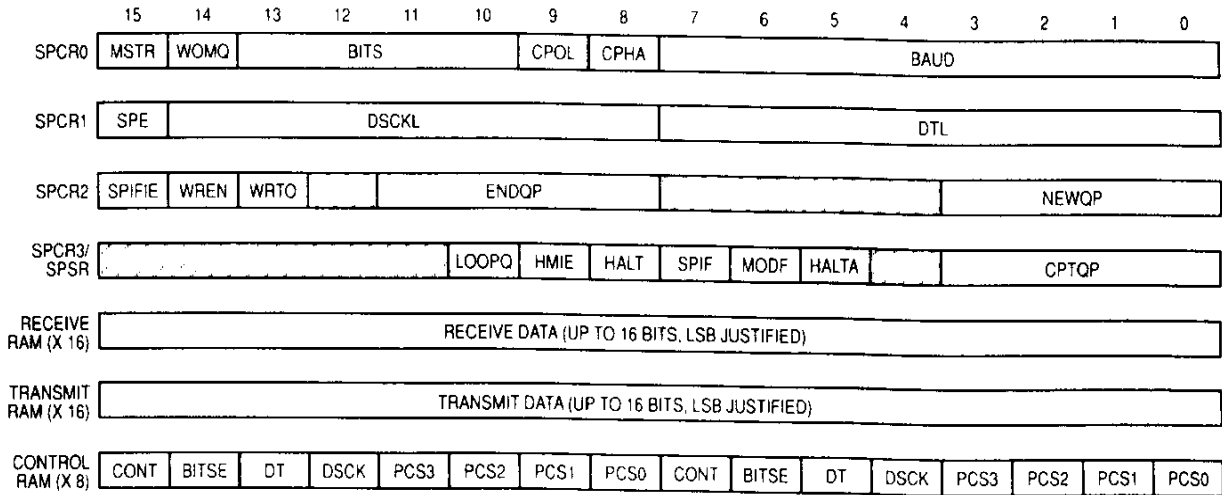 15 14 13 12 11 10 9 8 7 6 5 4 3 2 1 0
SPCR0 MSTR WOMQ BITS CPOL CPHA BAUD
SPCR1 SPE DSCKL DTL
SPCR2 SPIFIE WREN WRTO ENDQP NEWQP
SPCR3/
SPSR LOOPQ HMIE HALT SPIF MODF HALTA CPTQP
RECEIVE
RAM (X 16) RECEIVE DATA (UP TO 16 BITS, LSB JUSTIFIED)
TRANSMIT
RAM (X 16) TRANSMIT DATA (UP TO 16 BITS, LSB JUSTIFIED)
CONTROL
RAM (X 8) CONT BITSE DT DSCK PCS3 PCS2 PCS1 PCS0 CONT BITSE DT DSCK PCS3 PCS2 PCS1 PCS0